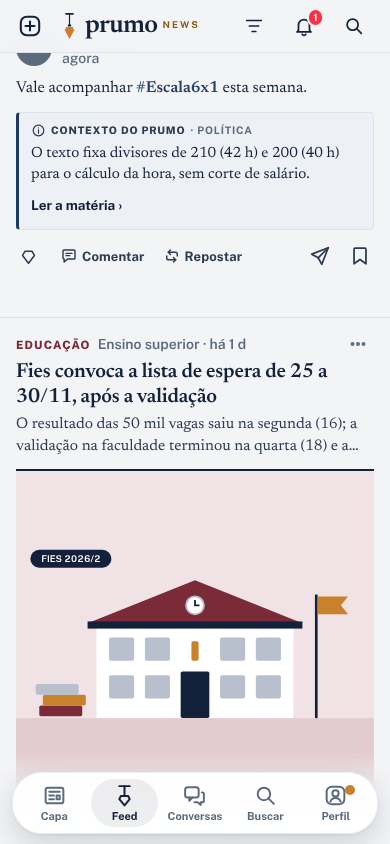 prumo NEWS
1
agora
Vale acompanhar #Escala6x1 esta semana.
CONTEXTO DO PRUMO · POLÍTICA
O texto fixa divisores de 210 (42 h) e 200 (40 h)
para o cálculo da hora, sem corte de salário.
Ler a matéria ›
Comentar
Repostar
EDUCAÇÃO Ensino superior · há 1 d
Fies convoca a lista de espera de 25 a
30/11, após a validação
O resultado das 50 mil vagas saiu na segunda (16); a
validação na faculdade terminou na quarta (18) e a…
FIES 2026/2
Capa
Feed
Conversas
Buscar
Perfil